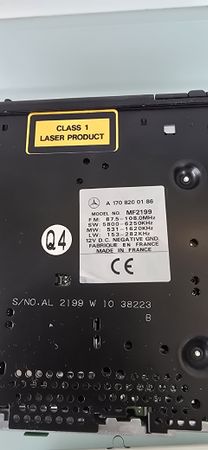 CLASS 1
LASER PRODUCT
A 170 820 01 86
MODEL NO. MF2199
FM: 87.5-108.0MHz
SW: 5800-6250KHz
MW: 531-1620KHz
LW: 153-282KHz
12V D.C. NEGATIVE GND.
FABRIQUE EN FRANCE
MADE IN FRANCE
CE
Q4
S/NO. AL 2199 W 10 38223
B